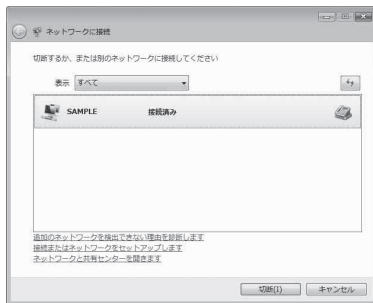 ネットワークに接続
切断するか、または別のネットワークに接続してください
表示 すべて
SAMPLE 接続済み
追加のネットワークを検出できない理由を診断します
接続またはネットワークをセットアップします
ネットワークと共有センターを開きます
切断(I) キャンセル